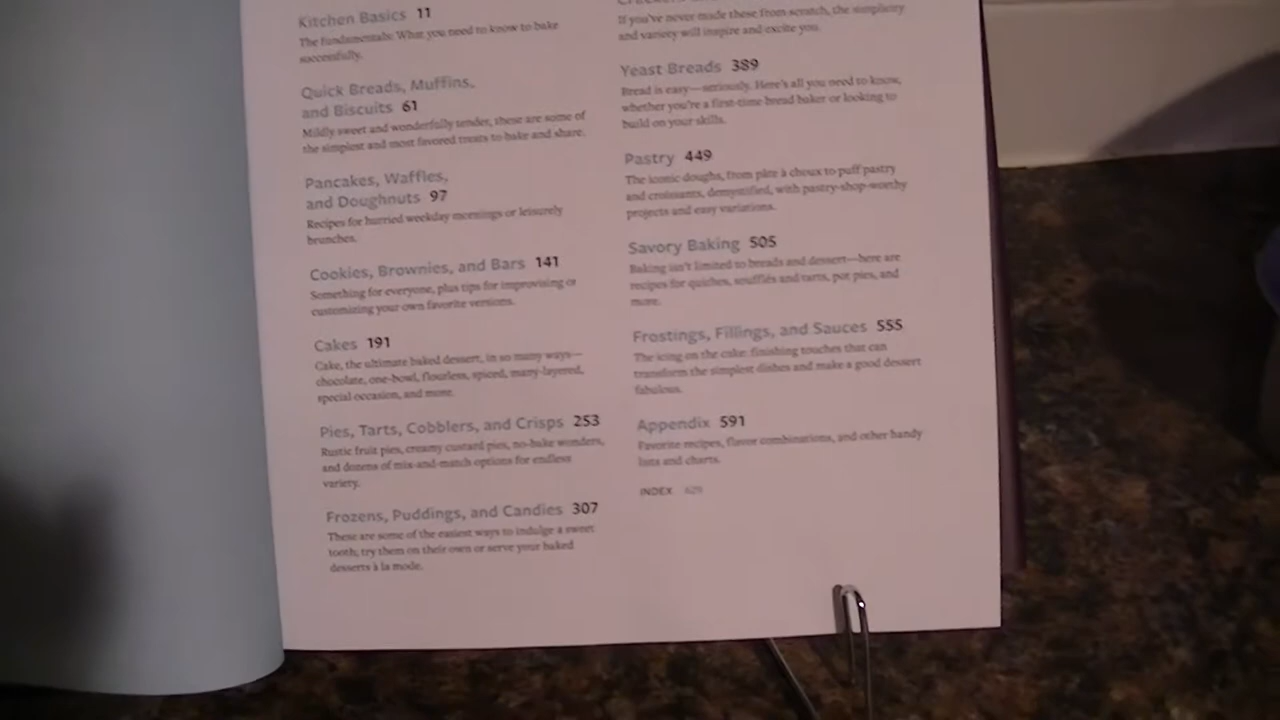 Kitchen Basics 11
The fundamentals: What you need to know to bake
successfully.
Quick Breads, Muffins,
and Biscuits 61
Mildly sweet and wonderfully tender, these are some of
the simplest and most favored treats to bake and share.
Pancakes, Waffles,
and Doughnuts 97
Recipes for hurried weekday mornings or leisurely
brunches.
Cookies, Brownies, and Bars 141
Something for everyone, plus tips for improvising or
customizing your own favorite versions.
Cakes 191
Cake, the ultimate baked dessert, in so many ways—
chocolate, one-bowl, flourless, spiced, many-layered,
special occasion, and more.
Pies, Tarts, Cobblers, and Crisps 253
Rustic fruit pies, creamy custard pies, no-bake wonders,
and dozens of mix-and-match options for endless
variety.
Frozens, Puddings, and Candies 307
These are some of the easiest ways to indulge a sweet
tooth; try them on their own or serve your baked
desserts à la mode.
If you've never made these from scratch, the simplicity
and variety will inspire and excite you.
Yeast Breads 389
Bread is easy—seriously. Here's all you need to know,
whether you're a first-time bread baker or looking to
build on your skills.
Pastry 449
The iconic doughs, from pâte à choux to puff pastry
and croissants, demystified, with pastry-shop-worthy
projects and easy variations.
Savory Baking 505
Baking isn't limited to breads and dessert—here are
recipes for quiches, soufflés and tarts, pot pies, and
more.
Frostings, Fillings, and Sauces 555
The icing on the cake: finishing touches that can
transform the simplest dishes and make a good dessert
fabulous.
Appendix 591
Favorite recipes, flavor combinations, and other handy
lists and charts.
INDEX 629